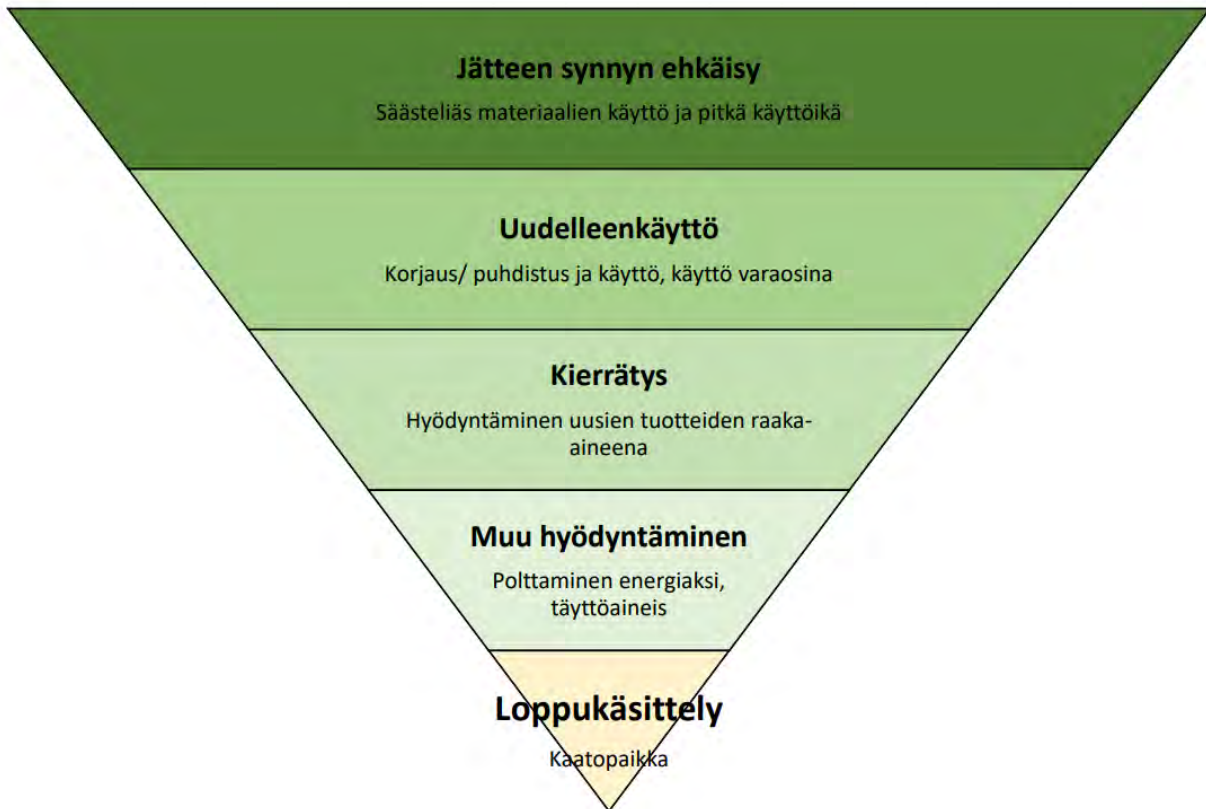 Jätteen synnyn ehkäisy
Säästeliäs materiaalien käyttö ja pitkä käyttöikä
Uudelleenkäyttö
Korjaus/ puhdistus ja käyttö, käyttö varaosina
Kierrätys
Hyödyntäminen uusien tuotteiden raaka-
aineena
Muu hyödyntäminen
Polttaminen energiaksi,
täyttöaineis
Loppukäsittely
Kaatopaikka